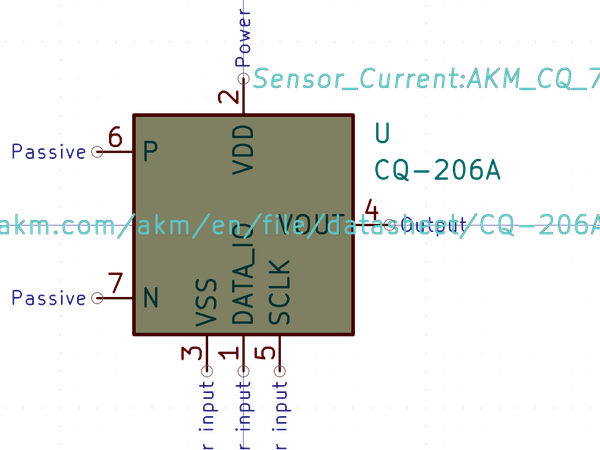 Power
Sensor_Current:AKM_CQ_7
2
VDD
U
CQ-206A
Passive 6 P
akm.com/akm/en/file/datasheet/CQ-206A
VOUT 4 Output
Passive 7 N
VSS
DATA_IO
SCLK
3 1 5
r input
r input
r input